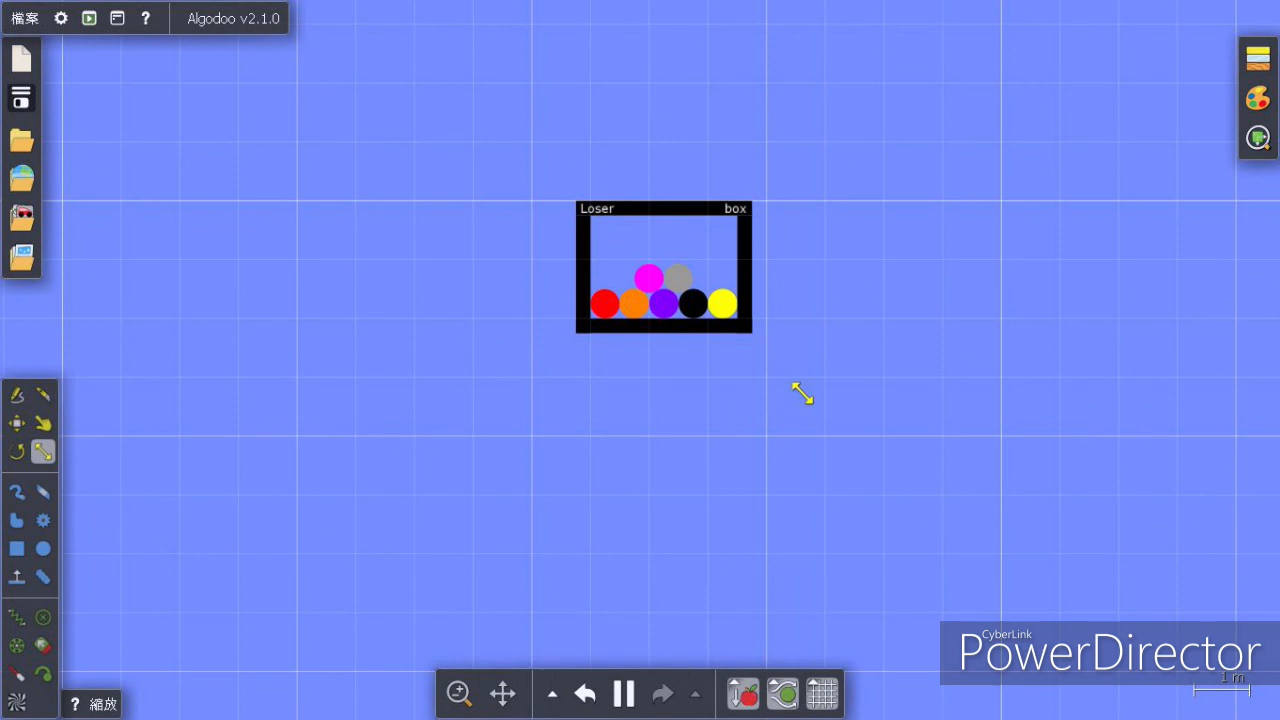 檔案 ? Algodoo v2.1.0
Loser box
CyberLink
PowerDirector
1 m
? 縮放